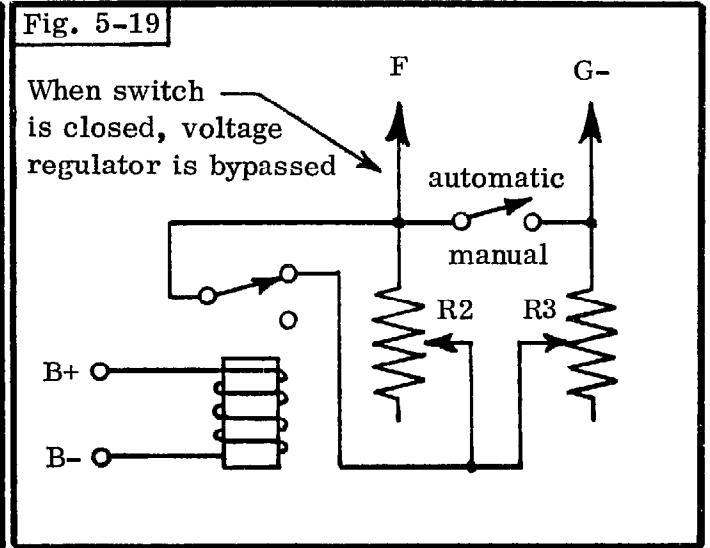 Fig. 5-19
F
G-
When switch
is closed, voltage
regulator is bypassed
automatic
manual
R2
R3
B+
B-